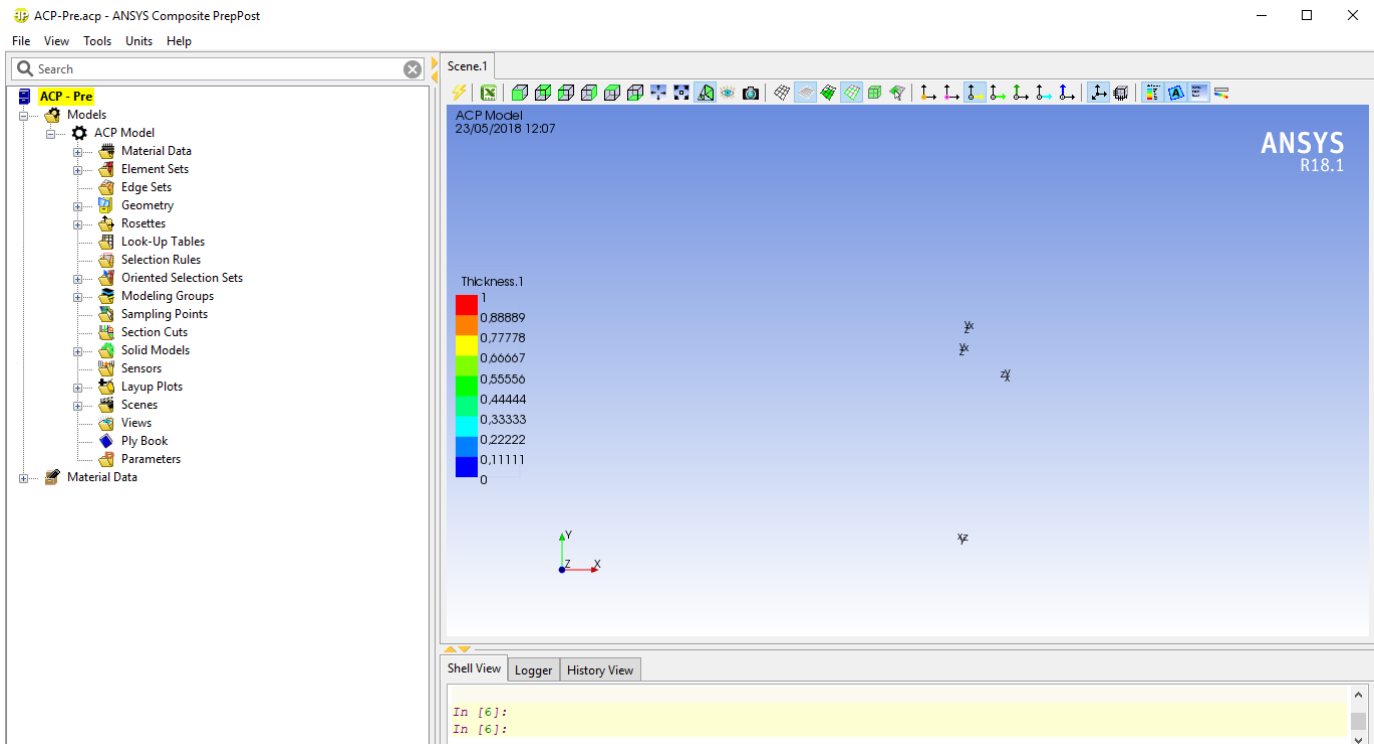 ACP-Pre.acp - ANSYS Composite PrepPost
File View Tools Units Help
Search
ACP - Pre
Models
ACP Model
Material Data
Element Sets
Edge Sets
Geometry
Rosettes
Look-Up Tables
Selection Rules
Oriented Selection Sets
Modeling Groups
Sampling Points
Section Cuts
Solid Models
Sensors
Layup Plots
Scenes
Views
Ply Book
Parameters
Material Data
Scene.1
ACP Model
23/05/2018 12:07
ANSYS
R18.1
Thickness.1
1
0,88889
0,77778
0,66667
0,55556
0,44444
0,33333
0,22222
0,11111
0
Y
Z X
Shell View Logger History View
In [6]:
In [6]: